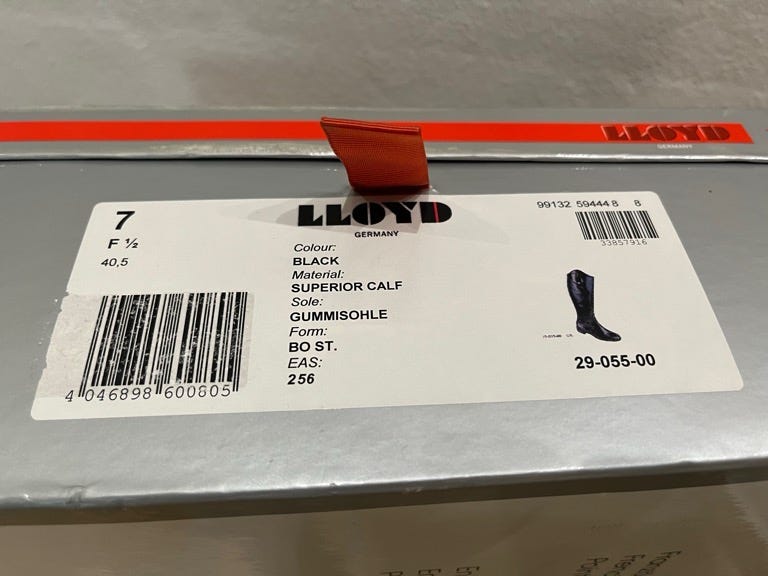 LLOYD
GERMANY
7
F ½
40,5
4 046898 600805
LLOYD
GERMANY
Colour:
BLACK
Material:
SUPERIOR CALF
Sole:
GUMMISOHLE
Form:
BO ST.
EAS:
256
99132 59444 8 8
33857916
29-055-00